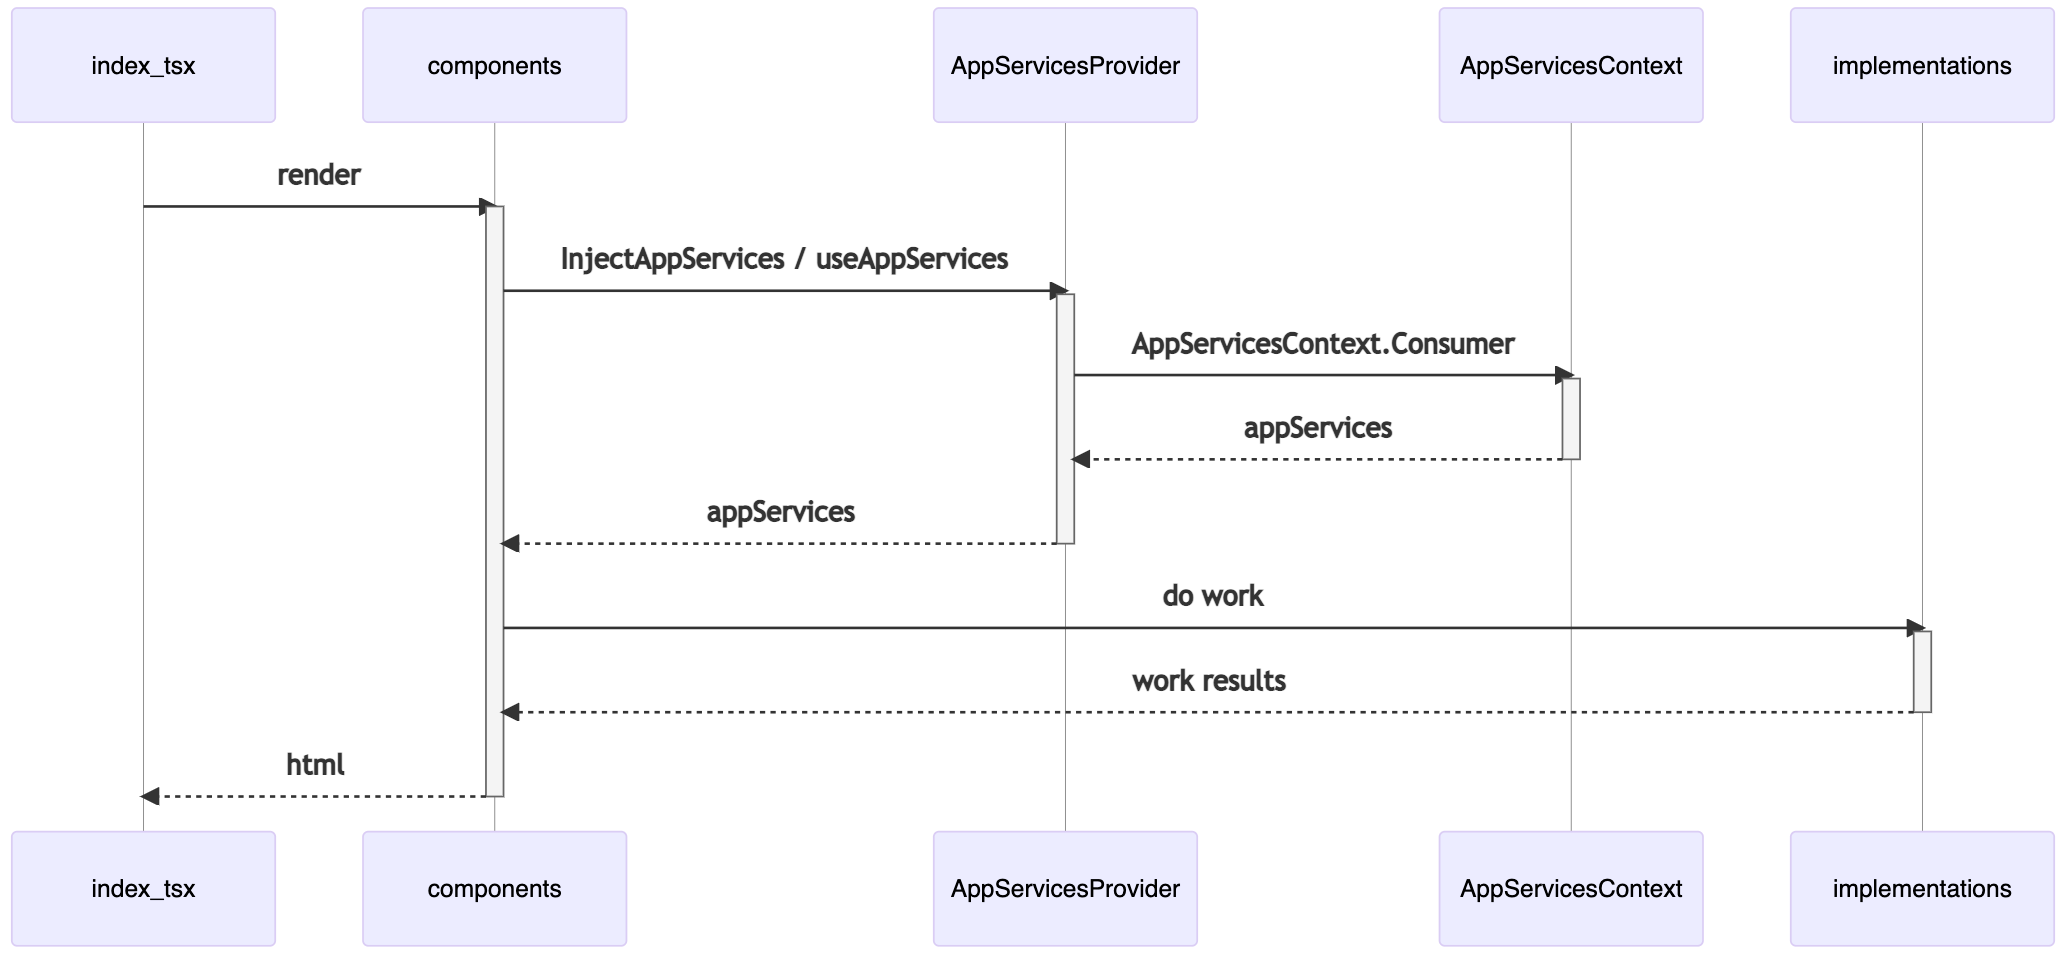 index_tsx
components
AppServicesProvider
AppServicesContext
implementations
render
InjectAppServices / useAppServices
AppServicesContext.Consumer
appServices
appServices
do work
work results
html
index_tsx
components
AppServicesProvider
AppServicesContext
implementations